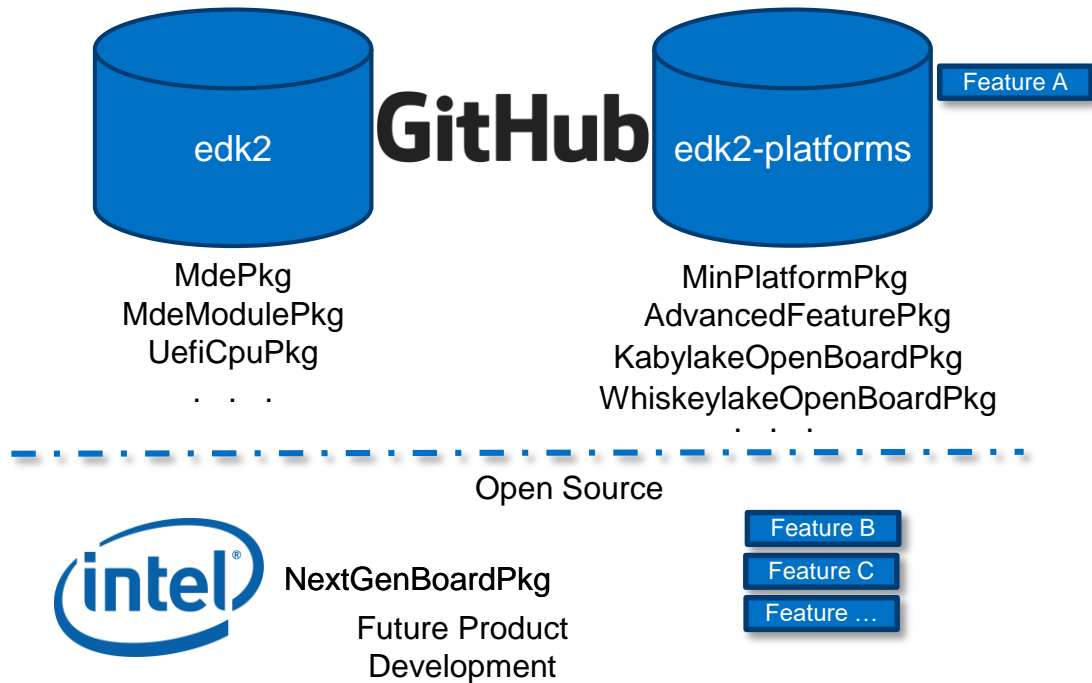 edk2
GitHub
edk2-platforms
Feature A
MdePkg
MdeModulePkg
UefiCpuPkg
. . .
MinPlatformPkg
AdvancedFeaturePkg
KabylakeOpenBoardPkg
WhiskeylakeOpenBoardPkg
. . .
Open Source
intel®
NextGenBoardPkg
Future Product
Development
Feature B
Feature C
Feature …